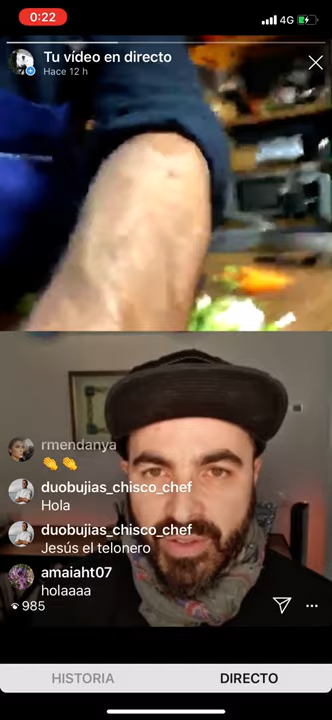 0:22
4G
Tu vídeo en directo
Hace 12 h
rmendanya
👏👏
duobujias_chisco_chef
Hola
duobujias_chisco_chef
Jesús el telonero
amaiaht07
holaaaa
985
HISTORIA
DIRECTO